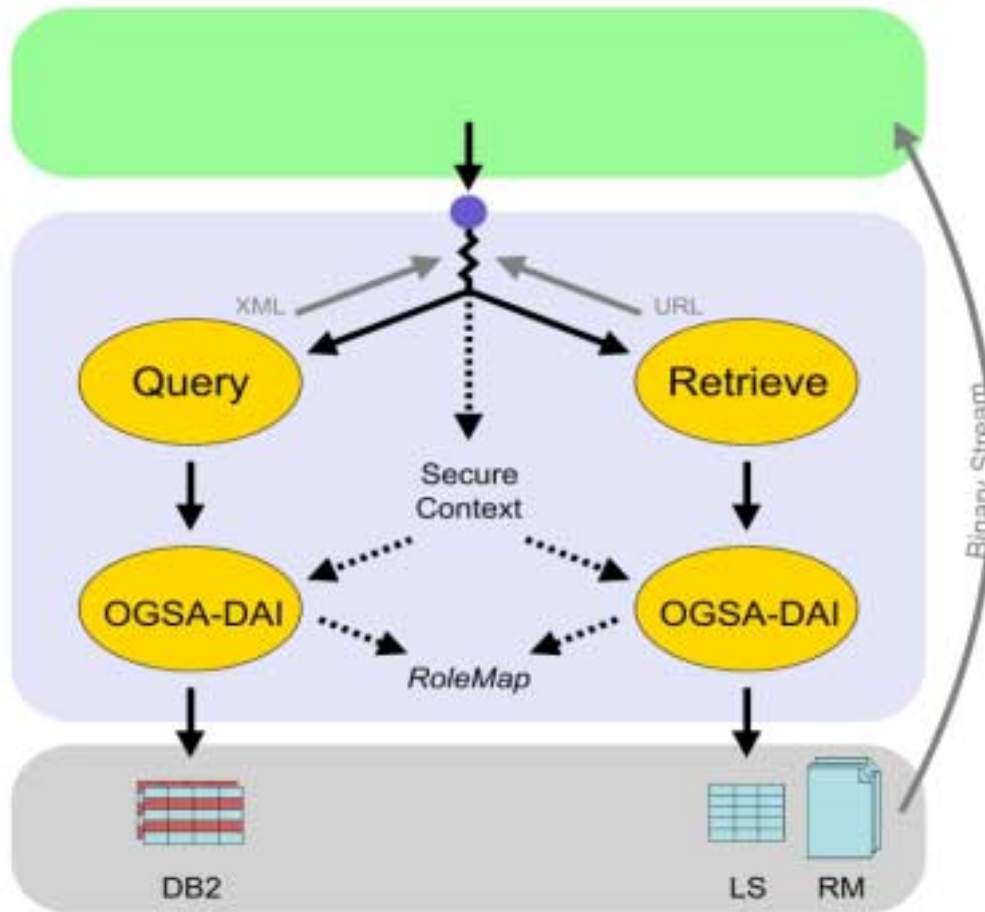 XML
URL
Query
Retrieve
Secure
Context
Binary Stream
OGSA-DAI
OGSA-DAI
RoleMap
DB2
LS
RM